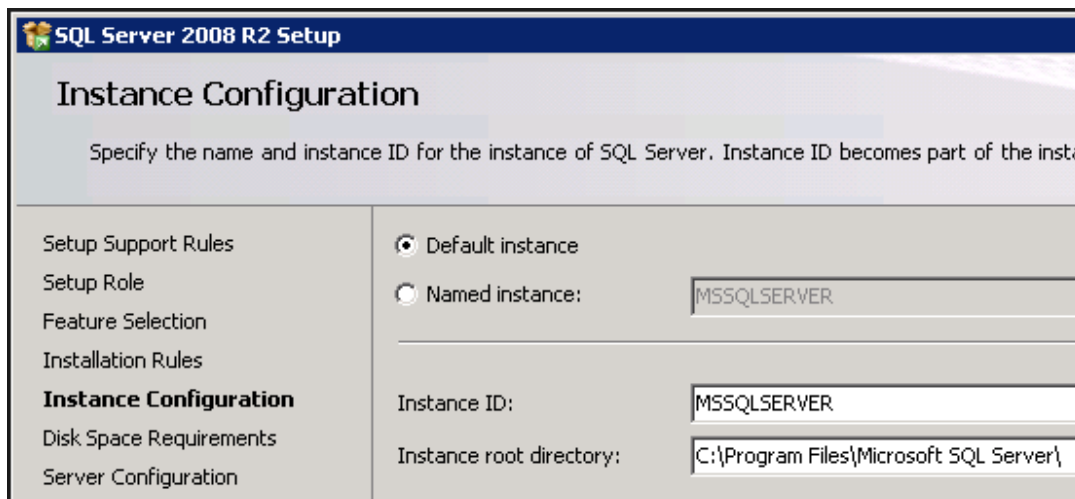 SQL Server 2008 R2 Setup
Instance Configuration
Specify the name and instance ID for the instance of SQL Server. Instance ID becomes part of the
Setup Support Rules
Setup Role
Feature Selection
Installation Rules
Instance Configuration
Disk Space Requirements
Server Configuration
Default instance
Named instance: MSSQLSERVER
Instance ID: MSSQLSERVER
Instance root directory: C:\Program Files\Microsoft SQL Server\